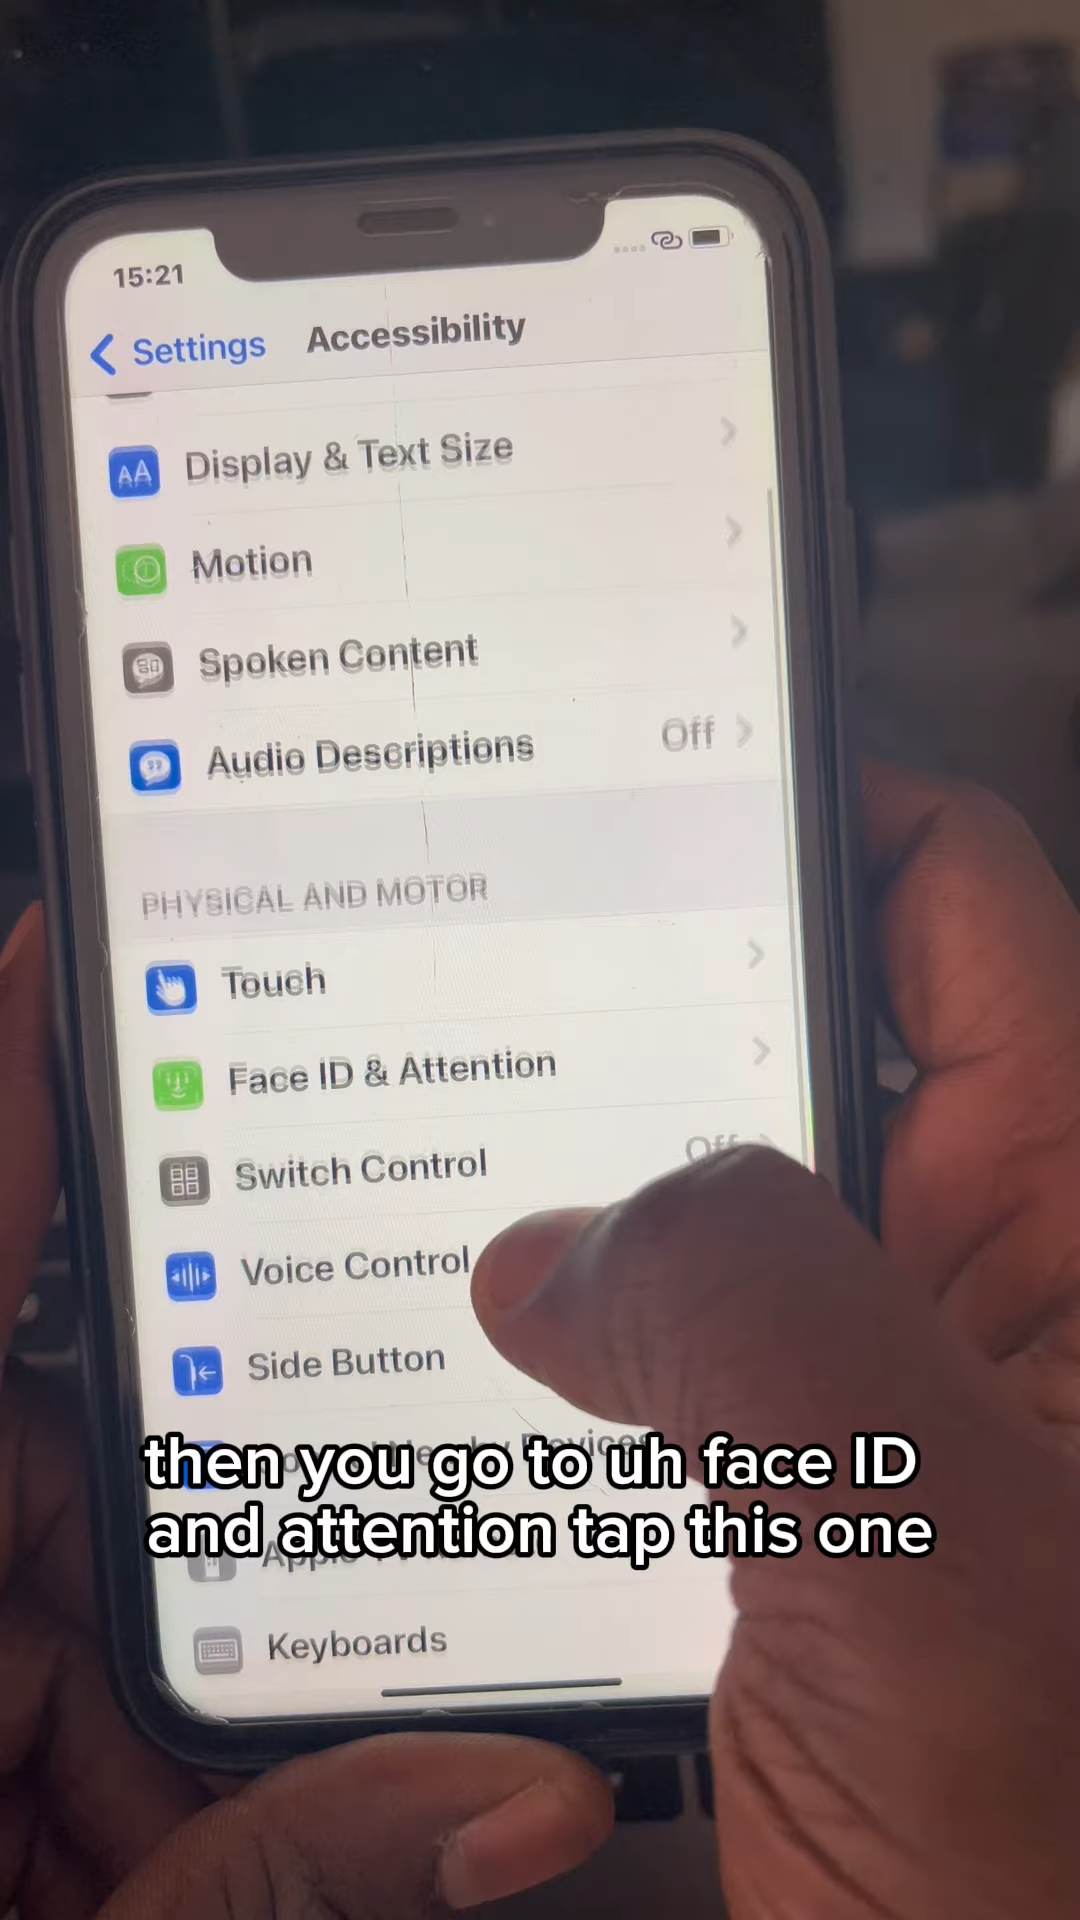 15:21
Settings
Accessibility
AA
Display & Text Size
Motion
Spoken Content
Audio Descriptions
Off
PHYSICAL AND MOTOR
Touch
Face ID & Attention
Switch Control
Off
Voice Control
Side Button
then you go to uh face ID
and attention tap this one
Keyboards